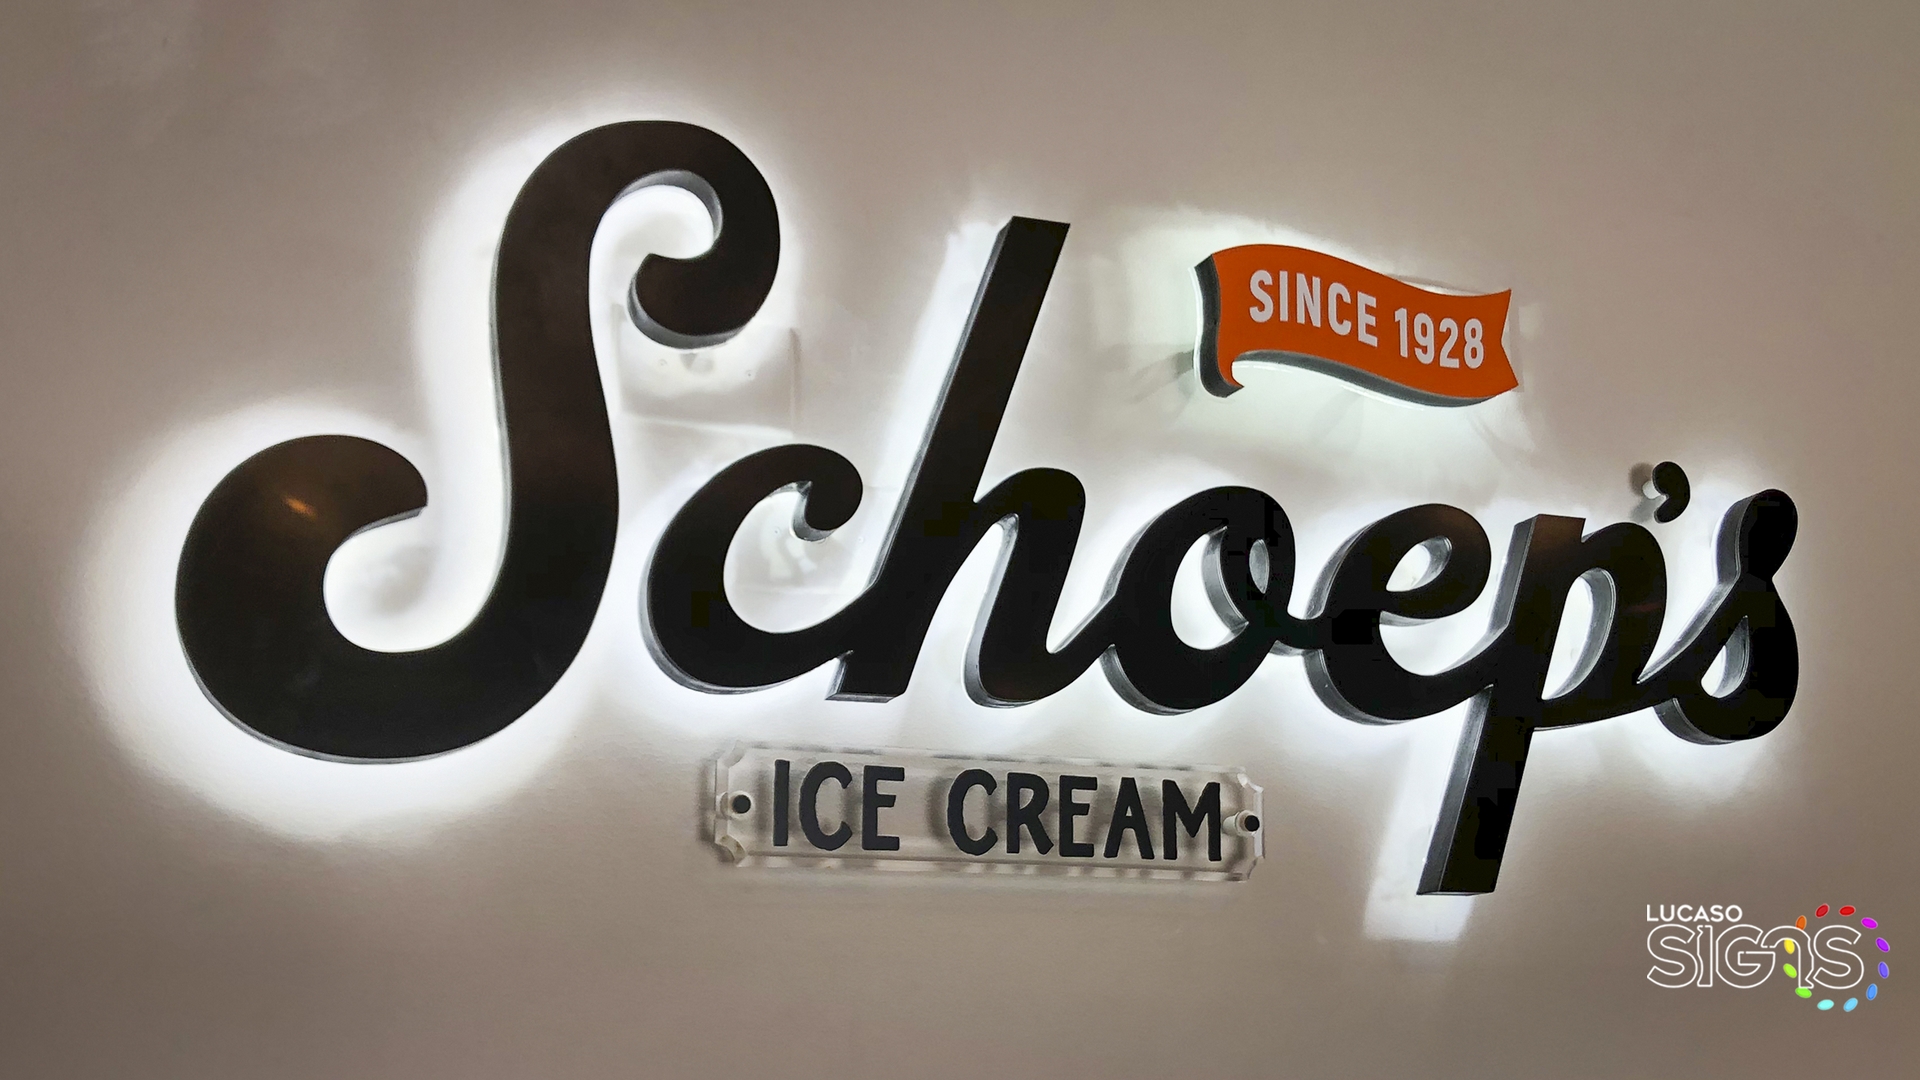 Schoep's
SINCE 1928
ICE CREAM
LUCASO
SIGNS